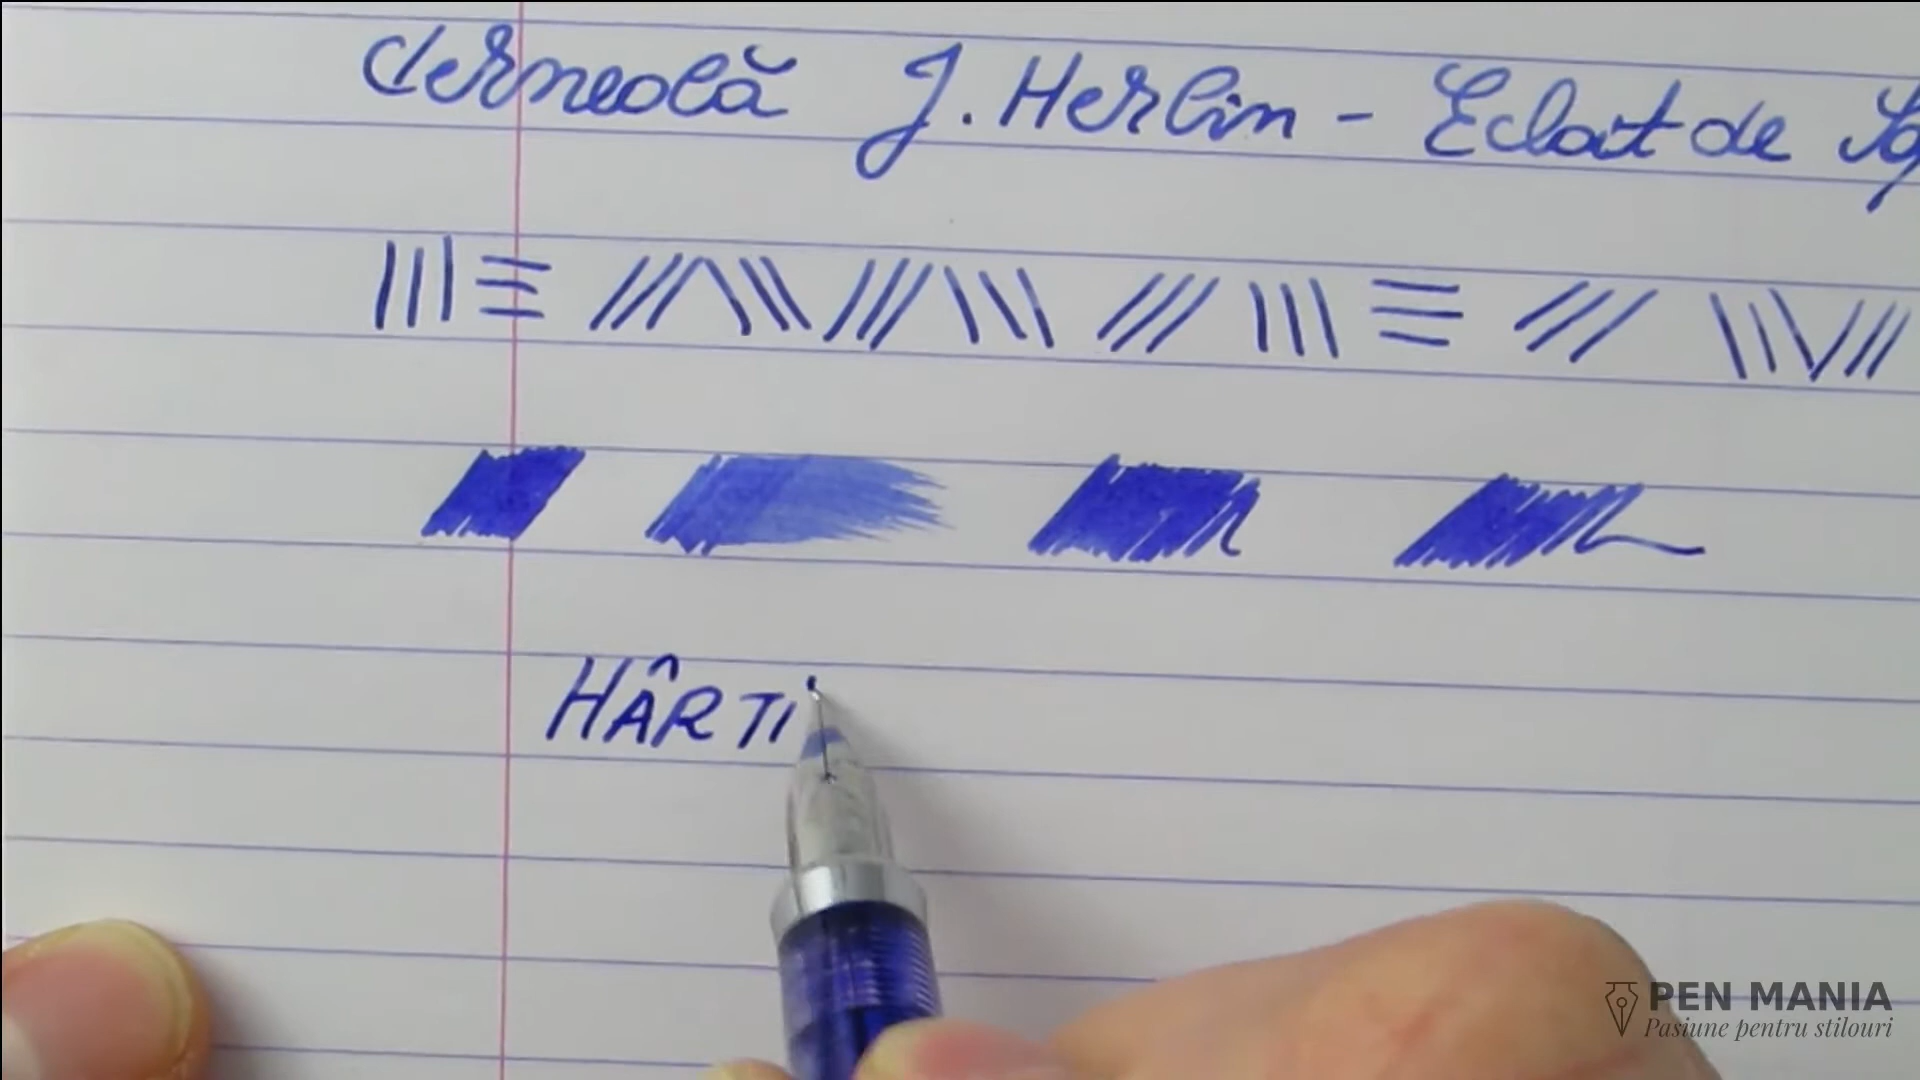 Cerneală J. Herbin - Eclat de
HÂRTI
PEN MANIA
Pasiune pentru stilouri